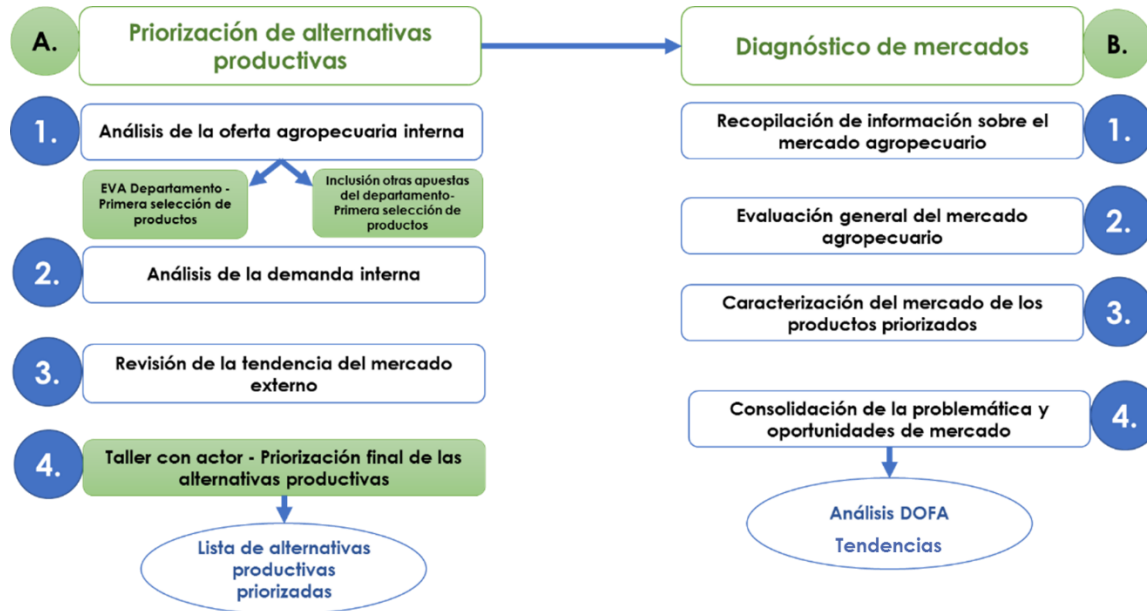 A.
Priorización de alternativas
productivas
1.
Análisis de la oferta agropecuaria interna
EVA Departamento -
Primera selección de
productos
Inclusión otras apuestas
del departamento-
Primera selección de
productos
2.
Análisis de la demanda interna
3.
Revisión de la tendencia del mercado
externo
4.
Taller con actor - Priorización final de las
alternativas productivas
Lista de alternativas
productivas
priorizadas
Diagnóstico de mercados
B.
Recopilación de información sobre el
mercado agropecuario
1.
Evaluación general del mercado
agropecuario
2.
Caracterización del mercado de los
productos priorizados
3.
Consolidación de la problemática y
oportunidades de mercado
4.
Análisis DOFA
Tendencias